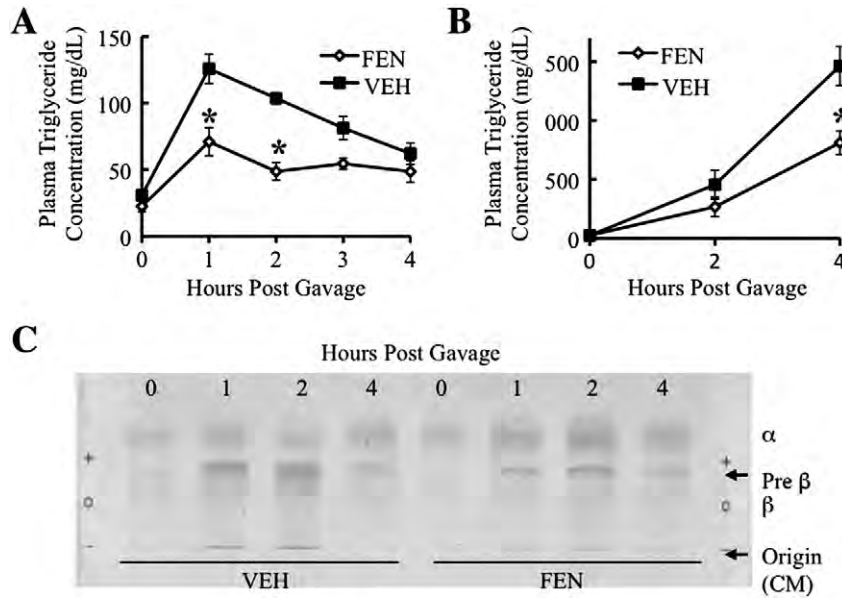 A
Plasma Triglyceride
Concentration (mg/dL)
150
100
50
0
FEN
VEH
*
*
0 1 2 3 4
Hours Post Gavage
B
Plasma Triglyceride
Concentration (mg/dL)
500
000
500
0
FEN
VEH
*
0 2 4
Hours Post Gavage
C
Hours Post Gavage
0 1 2 4 0 1 2 4
α
+ +
Pre β
o o β
- -
Origin
(CM)
VEH FEN